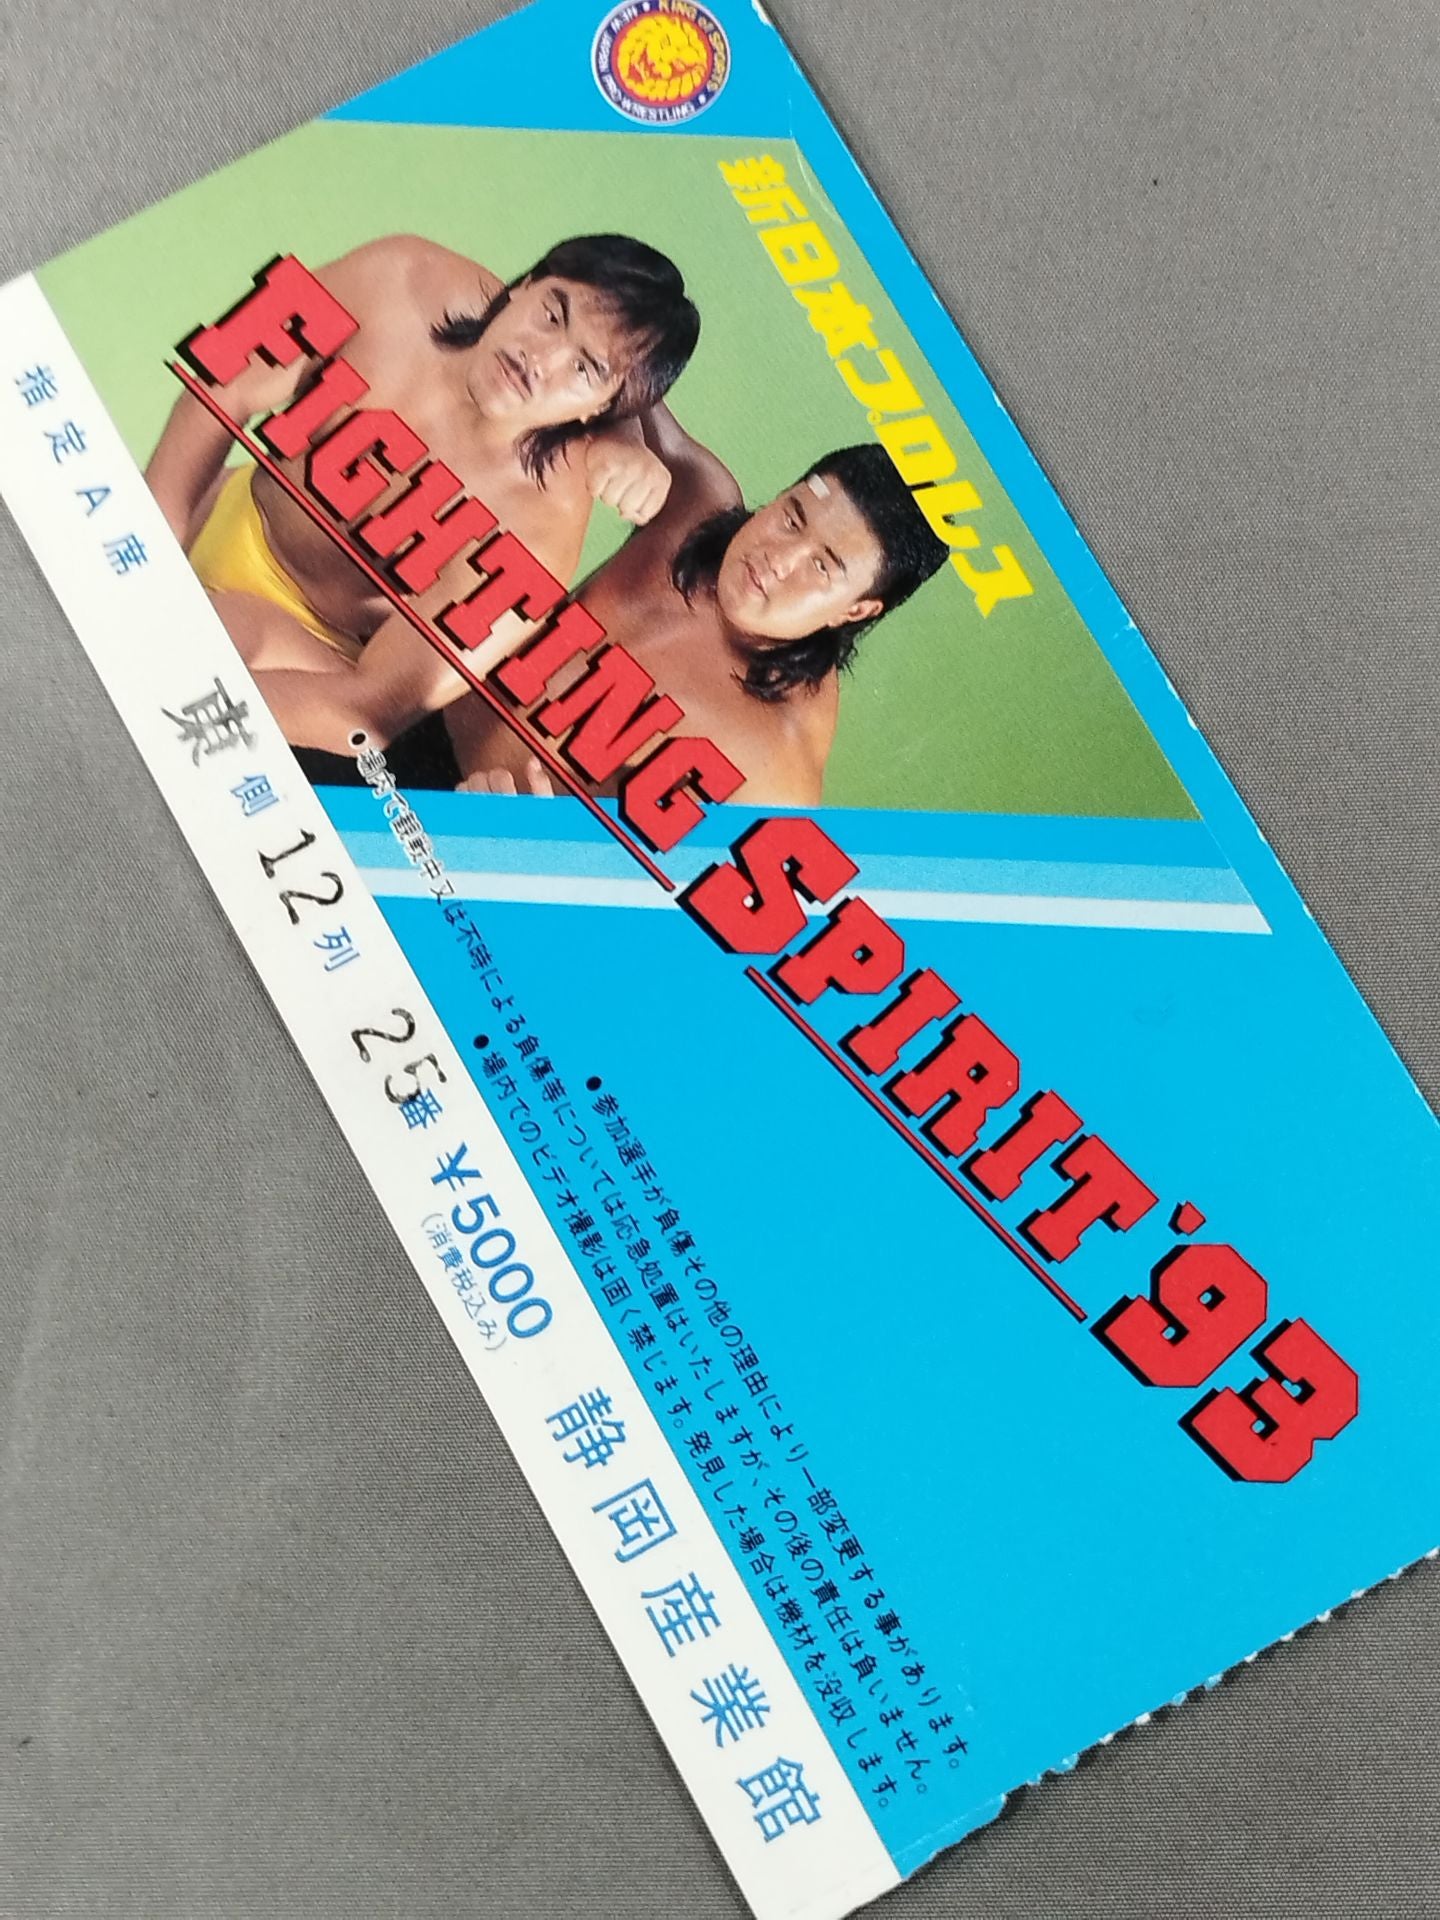 NEW JAPAN PRO-WRESTLING • KING of SPORTS •
新日本プロレス
FIGHTING SPIRIT '93
●参加選手が負傷その他の理由により一部変更する事があります。
●場内で観戦中又は不時による負傷等については応急処置はいたしますが、その後の責任は負いません。
●場内でのビデオ撮影は固く禁じます。発見した場合は機材を没収します。
指定A席 東側 12列 25番 ¥5000 (消費税込み) 静岡産業館